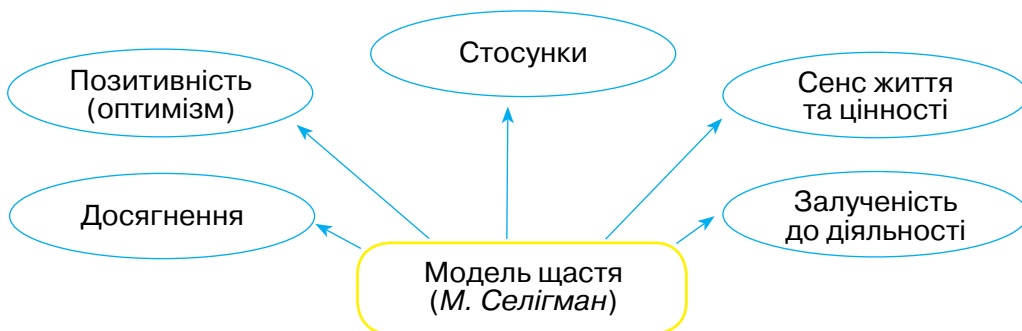 Стосунки
Позитивність
(оптимізм)
Сенс життя
та цінності
Досягнення
Залученість
до діяльності
Модель щастя
(М. Селігман)